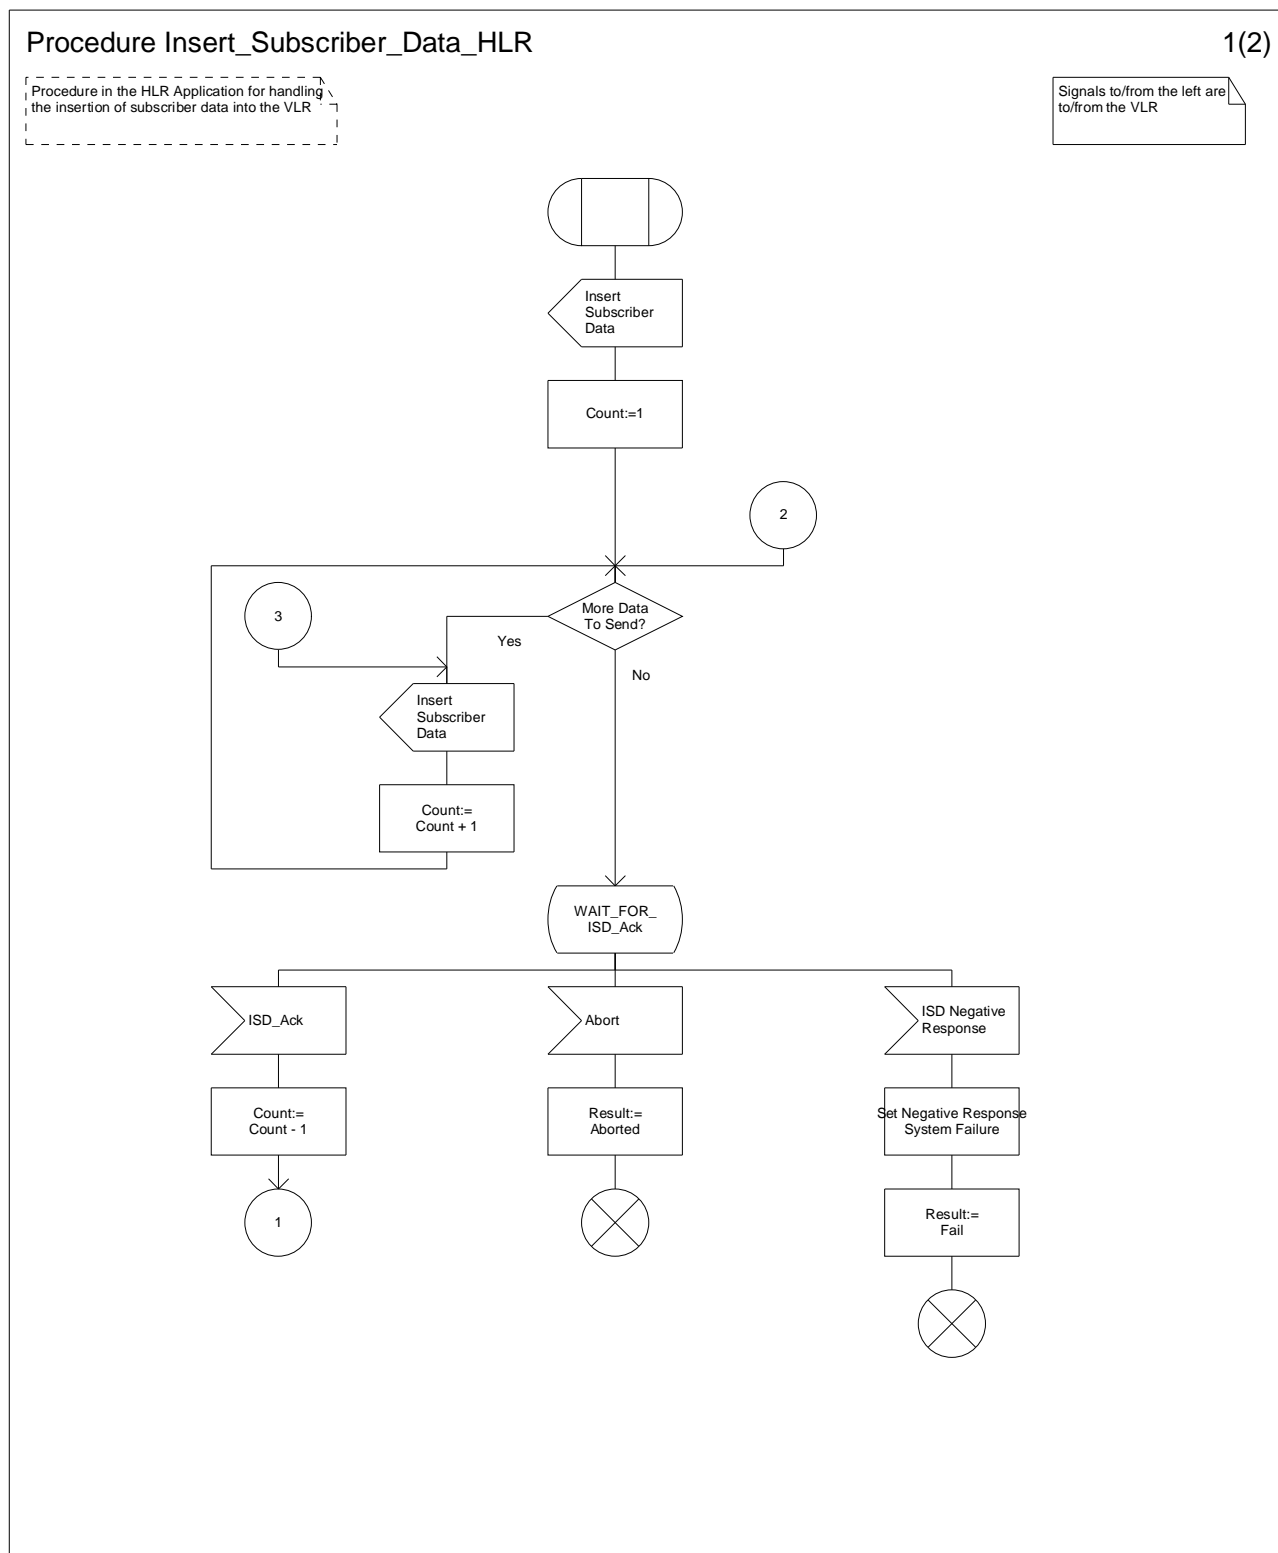 Procedure Insert_Subscriber_Data_HLR
1(2)
Procedure in the HLR Application for handling
the insertion of subscriber data into the VLR
Signals to/from the left are
to/from the VLR
Insert
Subscriber
Data
Count:=1
2
3
More Data
To Send?
Yes
No
Insert
Subscriber
Data
Count:=
Count + 1
WAIT_FOR_
ISD_Ack
ISD_Ack
Abort
ISD Negative
Response
Count:=
Count - 1
Result:=
Aborted
Set Negative Response
System Failure
1
Result:=
Fail